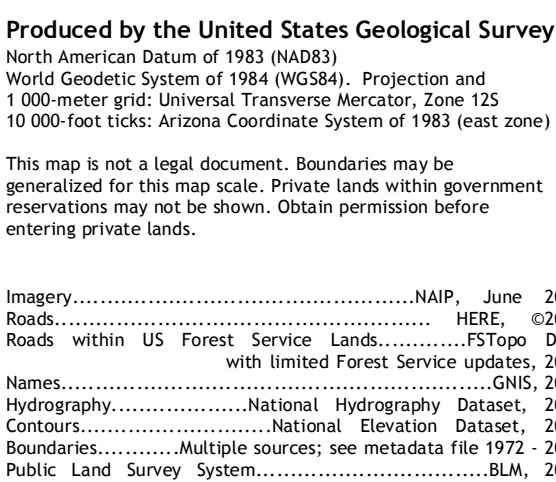 Produced by the United States Geological Survey
North American Datum of 1983 (NAD83)
World Geodetic System of 1984 (WGS84). Projection and
1 000-meter grid: Universal Transverse Mercator, Zone 12S
10 000-foot ticks: Arizona Coordinate System of 1983 (east zone)
This map is not a legal document. Boundaries may be
generalized for this map scale. Private lands within government
reservations may not be shown. Obtain permission before
entering private lands.
Imagery.............................................NAIP, June
Roads.................................................. HERE,
Roads within US Forest Service Lands............FSTopo
with limited Forest Service updates,
Names.........................................................GNIS,
Hydrography...................National Hydrography Dataset,
Contours...........................National Elevation Dataset,
Boundaries...........Multiple sources; see metadata file 1972 -
Public Land Survey System................................BLM,